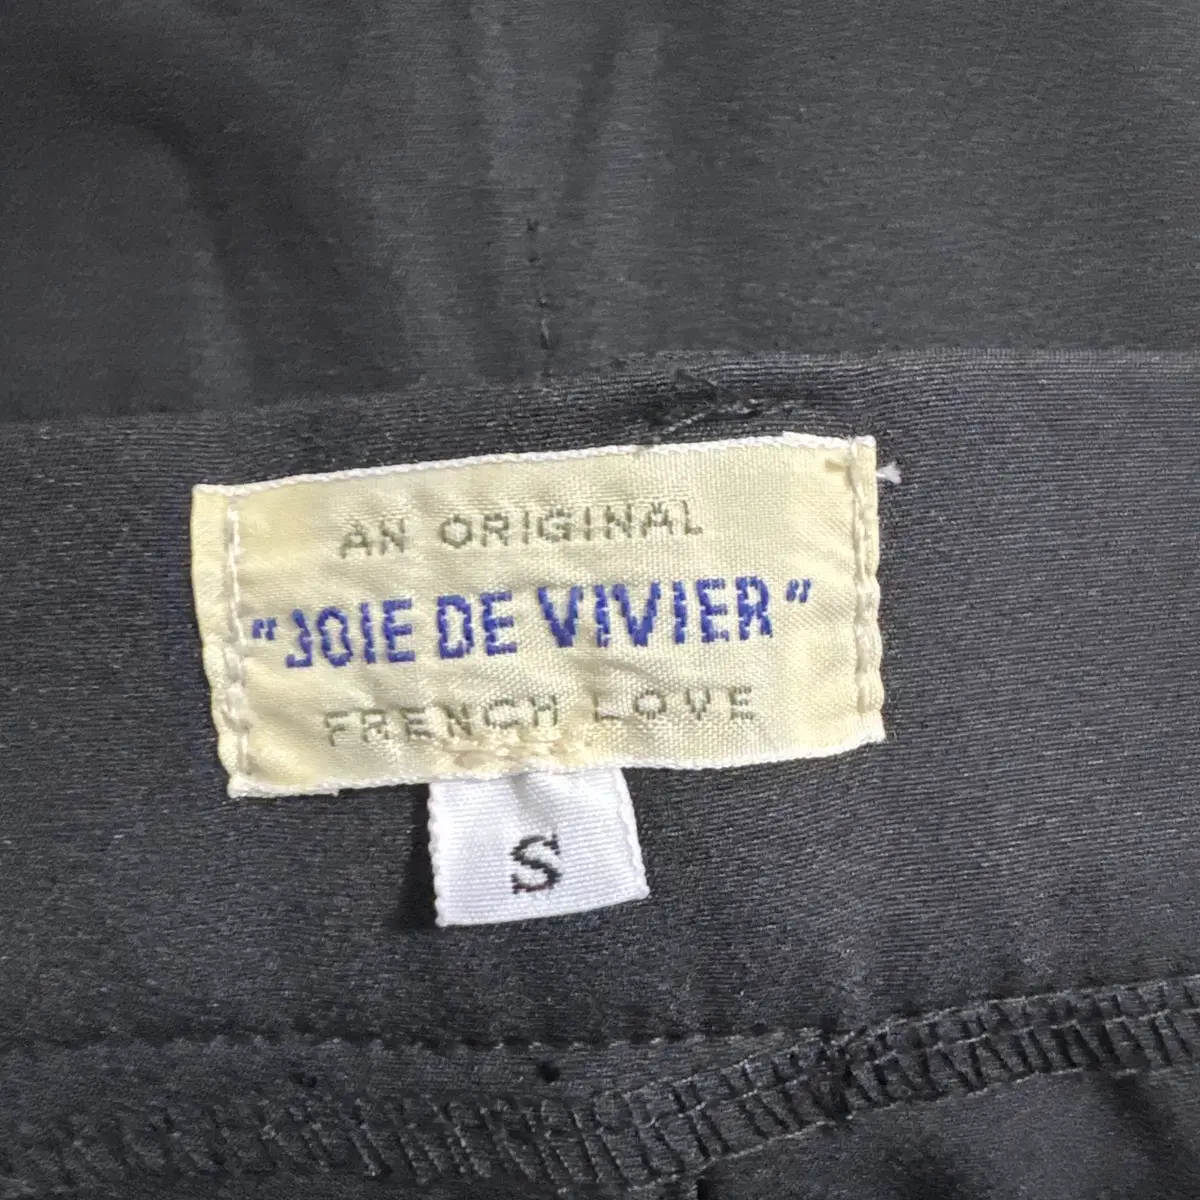 AN ORIGINAL
"JOIE DE VIVIER"
FRENCH LOVE
S